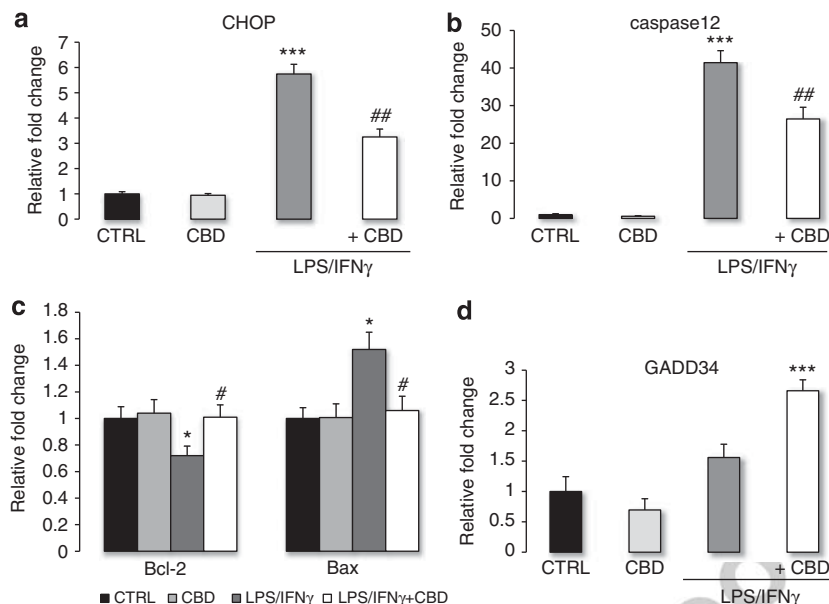 a
CHOP
Relative fold change
7
6
5
4
3
2
1
0
***
##
CTRL CBD + CBD
LPS/IFNγ
b
caspase12
Relative fold change
50
40
30
20
10
0
***
##
CTRL CBD + CBD
LPS/IFNγ
c
Relative fold change
1.8
1.6
1.4
1.2
1
0.8
0.6
0.4
0.2
0
*
#
*
#
Bcl-2 Bax
CTRL CBD LPS/IFNγ LPS/IFNγ+CBD
d
GADD34
Relative fold change
3
2.5
2
1.5
1
0.5
0
***
CTRL CBD + CBD
LPS/IFNγ